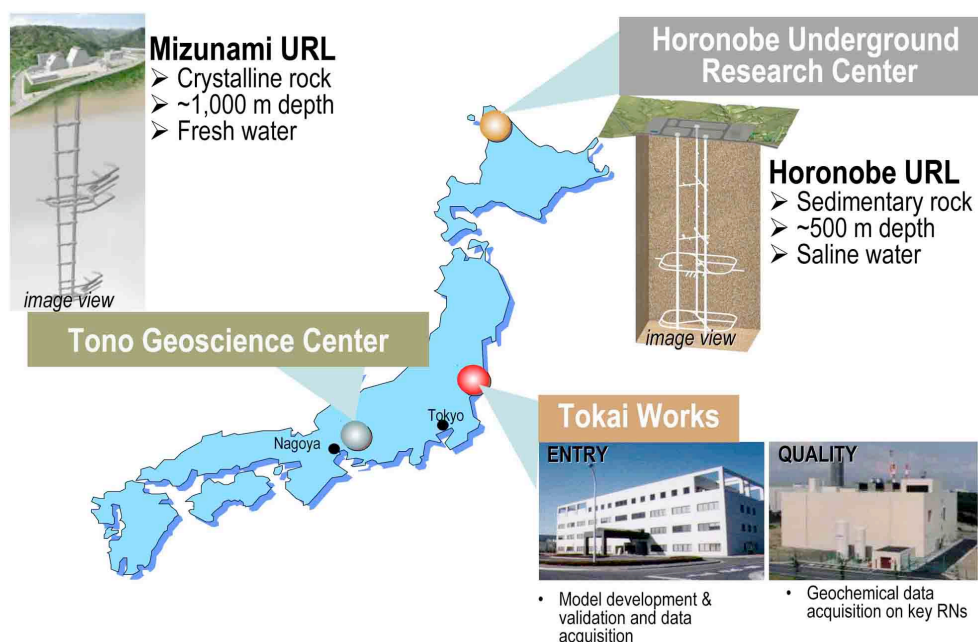 Mizunami URL
➢ Crystalline rock
➢ ~1,000 m depth
➢ Fresh water
image view
Horonobe Underground
Research Center
Horonobe URL
➢ Sedimentary rock
➢ ~500 m depth
➢ Saline water
image view
Tono Geoscience Center
Nagoya
Tokyo
Tokai Works
ENTRY
QUALITY
• Model development &
validation and data
acquisition
• Geochemical data
acquisition on key RNs